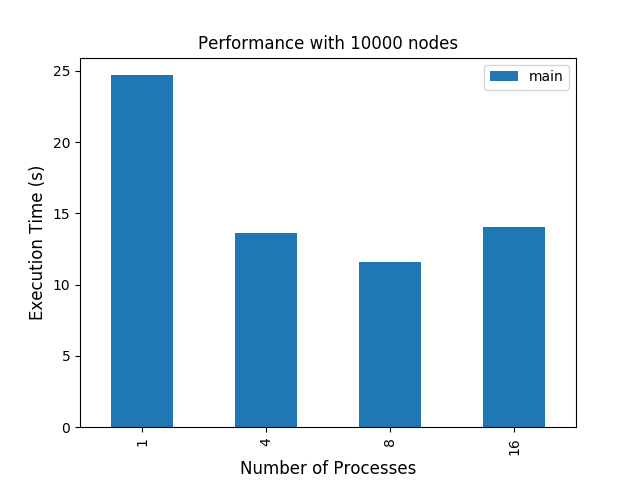 Performance with 10000 nodes
main
Execution Time (s)
25
20
15
10
5
0
1
4
8
16
Number of Processes